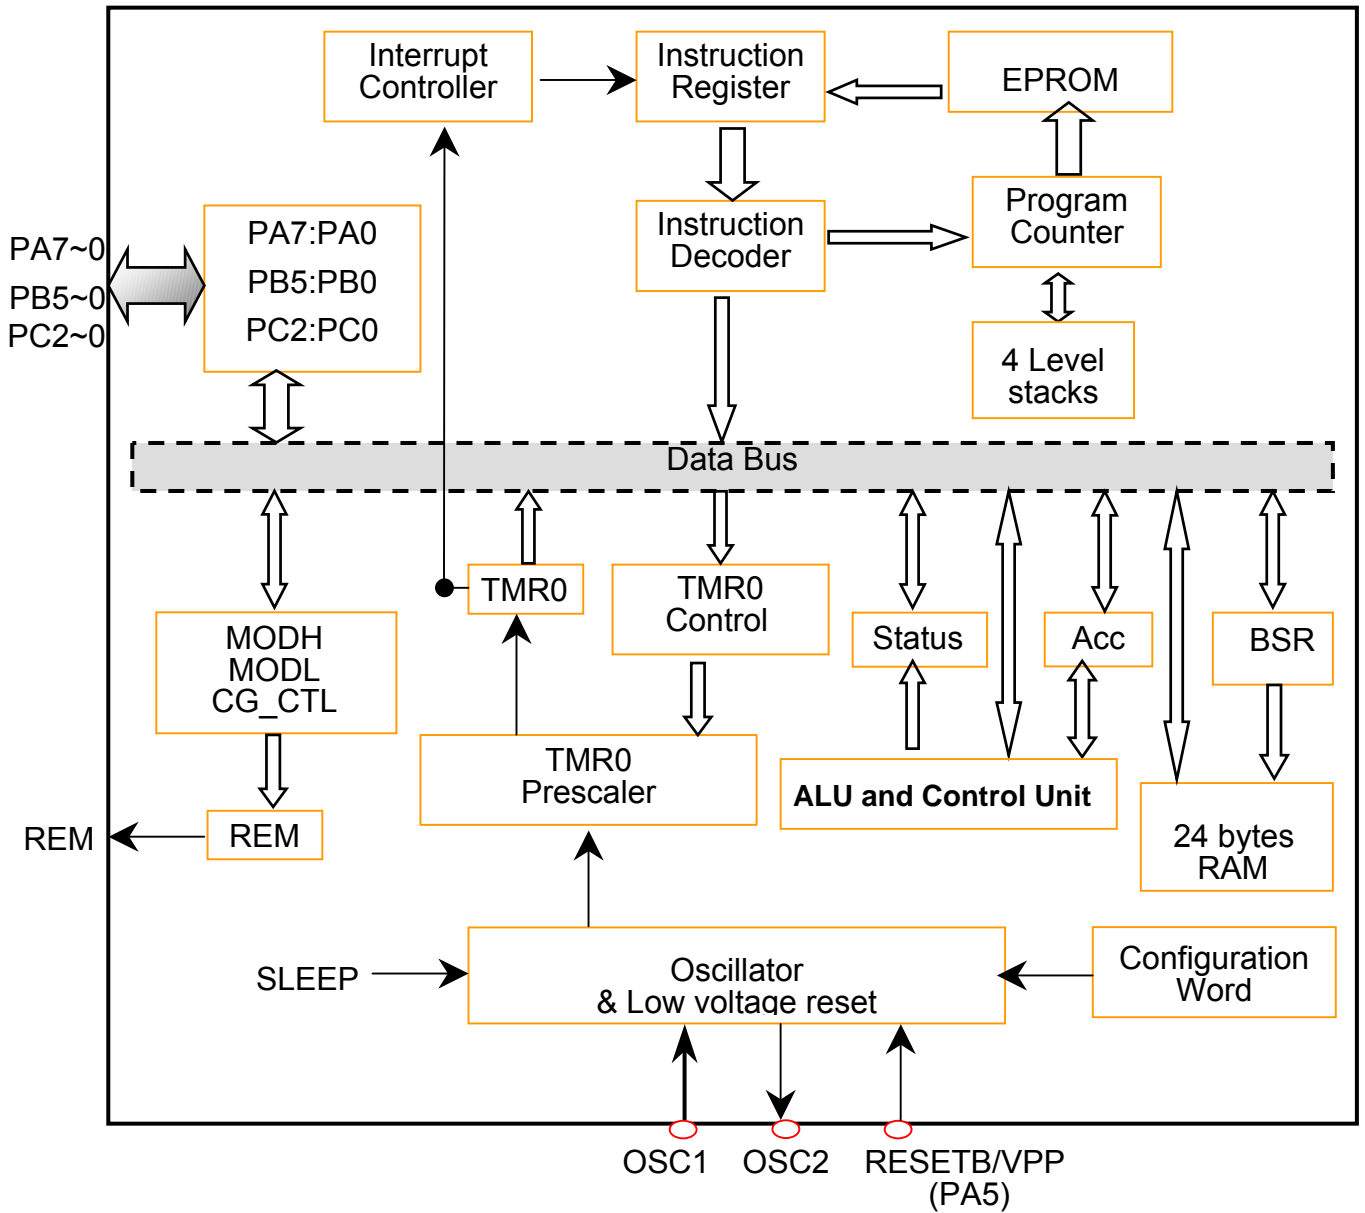 Interrupt
Controller
Instruction
Register
EPROM
PA7~0
PB5~0
PC2~0
PA7:PA0
PB5:PB0
PC2:PC0
Instruction
Decoder
Program
Counter
4 Level
stacks
Data Bus
MODH
MODL
CG_CTL
TMR0
TMR0
Control
Status
Acc
BSR
TMR0
Prescaler
ALU and Control Unit
24 bytes
RAM
REM
REM
SLEEP
Oscillator
& Low voltage reset
Configuration
Word
OSC1
OSC2
RESETB/VPP
(PA5)